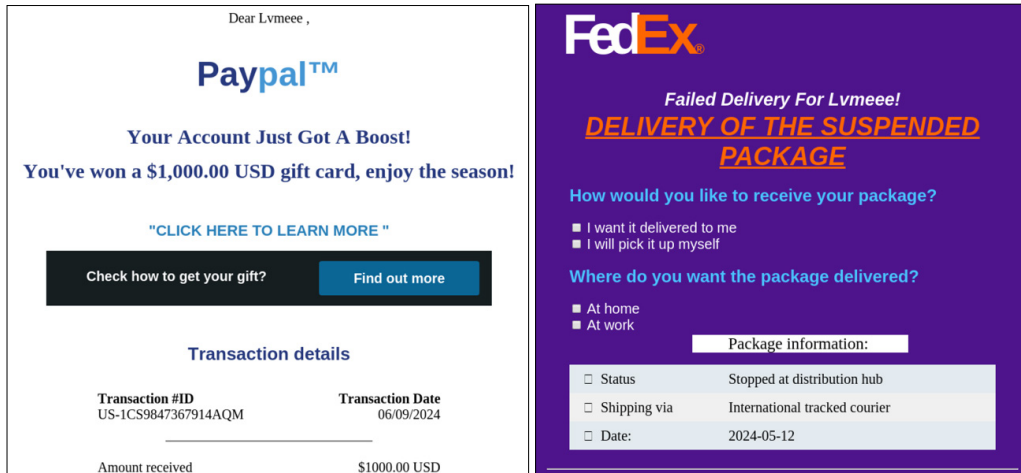 Dear Lvmeee ,
Paypal™
Your Account Just Got A Boost!
You've won a $1,000.00 USD gift card, enjoy the season!
"CLICK HERE TO LEARN MORE "
Check how to get your gift? Find out more
Transaction details
Transaction #ID Transaction Date
US-1CS9847367914AQM 06/09/2024
Amount received $1000.00 USD
FedEx®
Failed Delivery For Lvmeee!
DELIVERY OF THE SUSPENDED
PACKAGE
How would you like to receive your package?
I want it delivered to me
I will pick it up myself
Where do you want the package delivered?
At home
At work
Package information:
Status Stopped at distribution hub
Shipping via International tracked courier
Date: 2024-05-12